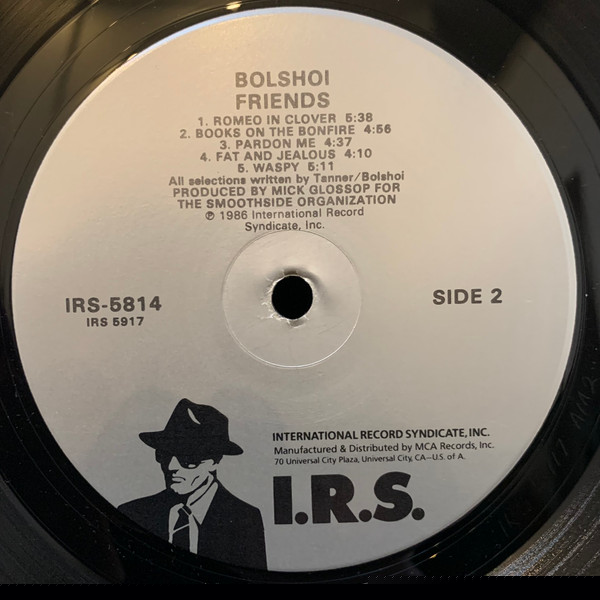 BOLSHOI
FRIENDS
1. ROMEO IN CLOVER 5:38
2. BOOKS ON THE BONFIRE 4:56
3. PARDON ME 4:37
4. FAT AND JEALOUS 4:10
5. WASPY 5:11
All selections written by Tanner/Bolshoi
PRODUCED BY MICK GLOSSOP FOR
THE SMOOTHSIDE ORGANIZATION
℗ 1986 International Record
Syndicate, Inc.
IRS-5814
IRS 5917
SIDE 2
INTERNATIONAL RECORD SYNDICATE, INC.
Manufactured & Distributed by MCA Records, Inc.
70 Universal City Plaza, Universal City, CA—U.S. of A.
I.R.S.